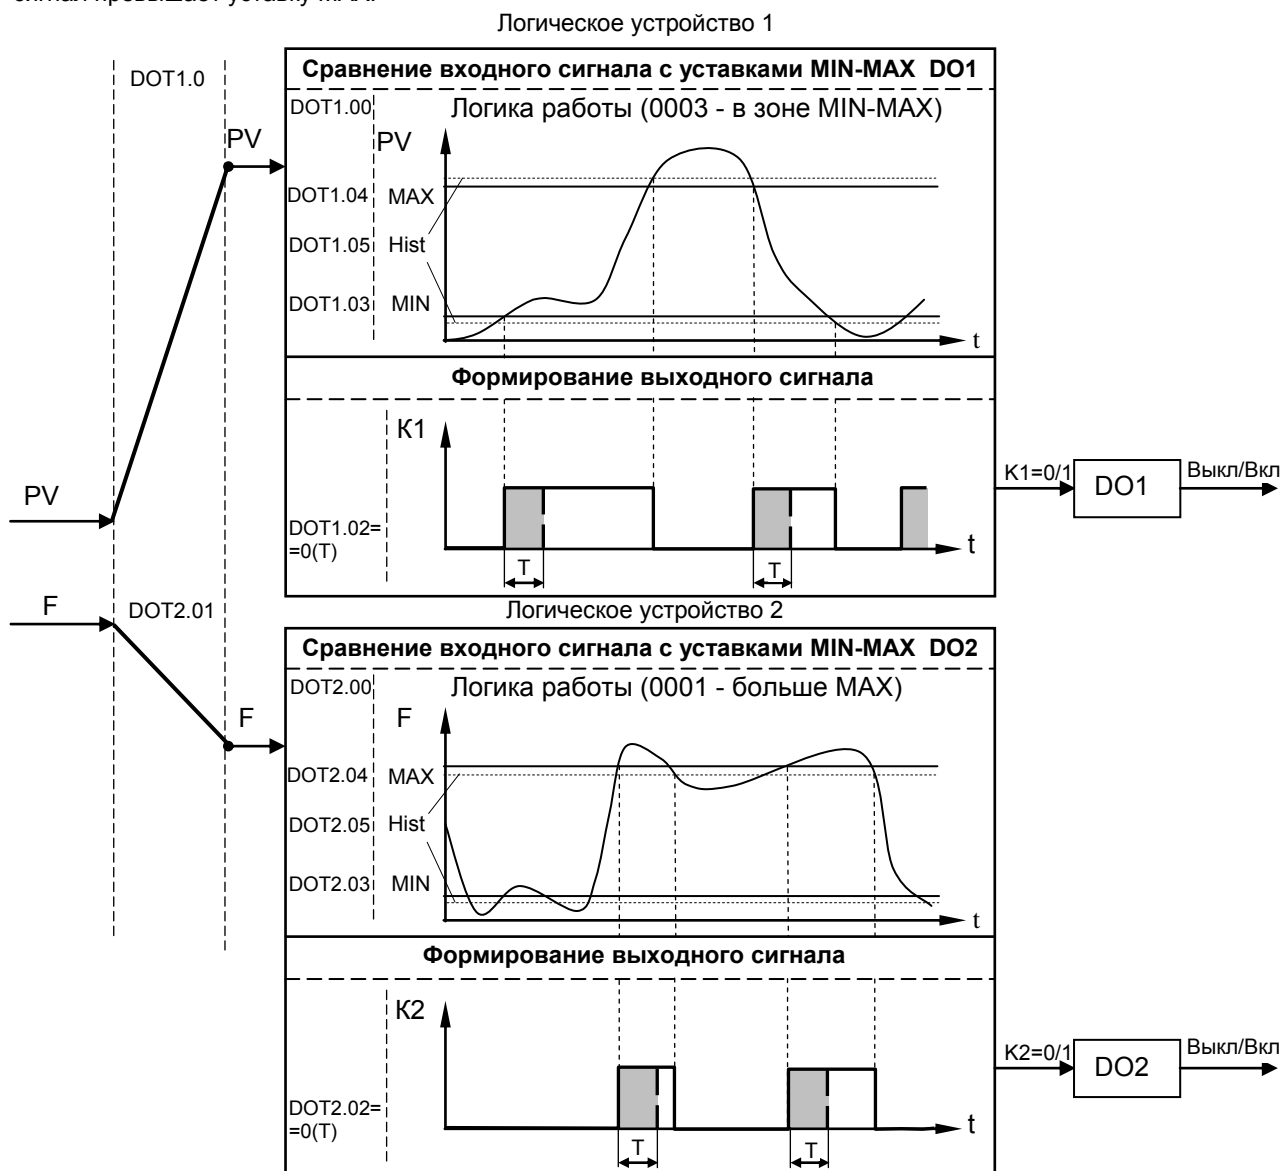 сигнал превышает уставку MAX.
Логическое устройство 1
DOT1.0
Сравнение входного сигнала с уставками MIN-MAX DO1
DOT1.00
Логика работы (0003 - в зоне MIN-MAX)
PV
PV
DOT1.04
MAX
DOT1.05
Hist
DOT1.03
MIN
t
Формирование выходного сигнала
K1
PV
K1=0/1
DO1
Выкл/Вкл
DOT1.02=
=0(T)
t
T
T
F
DOT2.01
Логическое устройство 2
Сравнение входного сигнала с уставками MIN-MAX DO2
DOT2.00
Логика работы (0001 - больше MAX)
F
F
DOT2.04
MAX
DOT2.05
Hist
DOT2.03
MIN
t
Формирование выходного сигнала
K2
K2=0/1
DO2
Выкл/Вкл
DOT2.02=
=0(T)
t
T
T